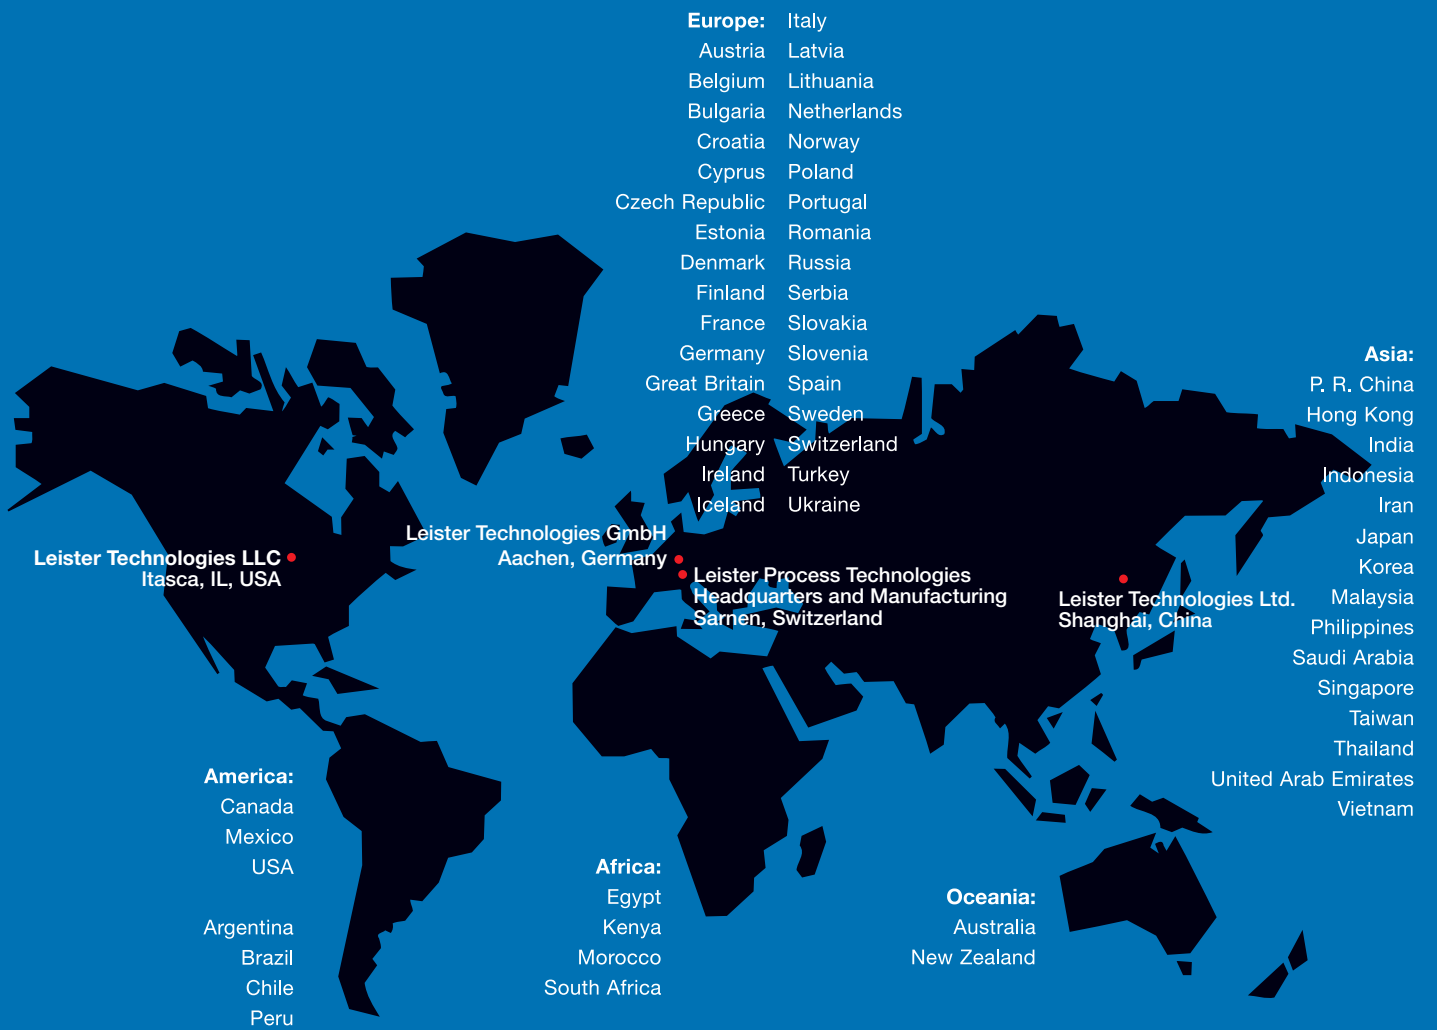 Europe:
Austria
Belgium
Bulgaria
Croatia
Cyprus
Czech Republic
Estonia
Denmark
Finland
France
Germany
Great Britain
Greece
Hungary
Ireland
Iceland
Italy
Latvia
Lithuania
Netherlands
Norway
Poland
Portugal
Romania
Russia
Serbia
Slovakia
Slovenia
Spain
Sweden
Switzerland
Turkey
Ukraine
Asia:
P. R. China
Hong Kong
India
Indonesia
Iran
Japan
Korea
Malaysia
Philippines
Saudi Arabia
Singapore
Taiwan
Thailand
United Arab Emirates
Vietnam
Leister Technologies LLC
Itasca, IL, USA
Leister Technologies GmbH
Aachen, Germany
Leister Process Technologies
Headquarters and Manufacturing
Sarnen, Switzerland
Leister Technologies Ltd.
Shanghai, China
America:
Canada
Mexico
USA
Argentina
Brazil
Chile
Peru
Africa:
Egypt
Kenya
Morocco
South Africa
Oceania:
Australia
New Zealand